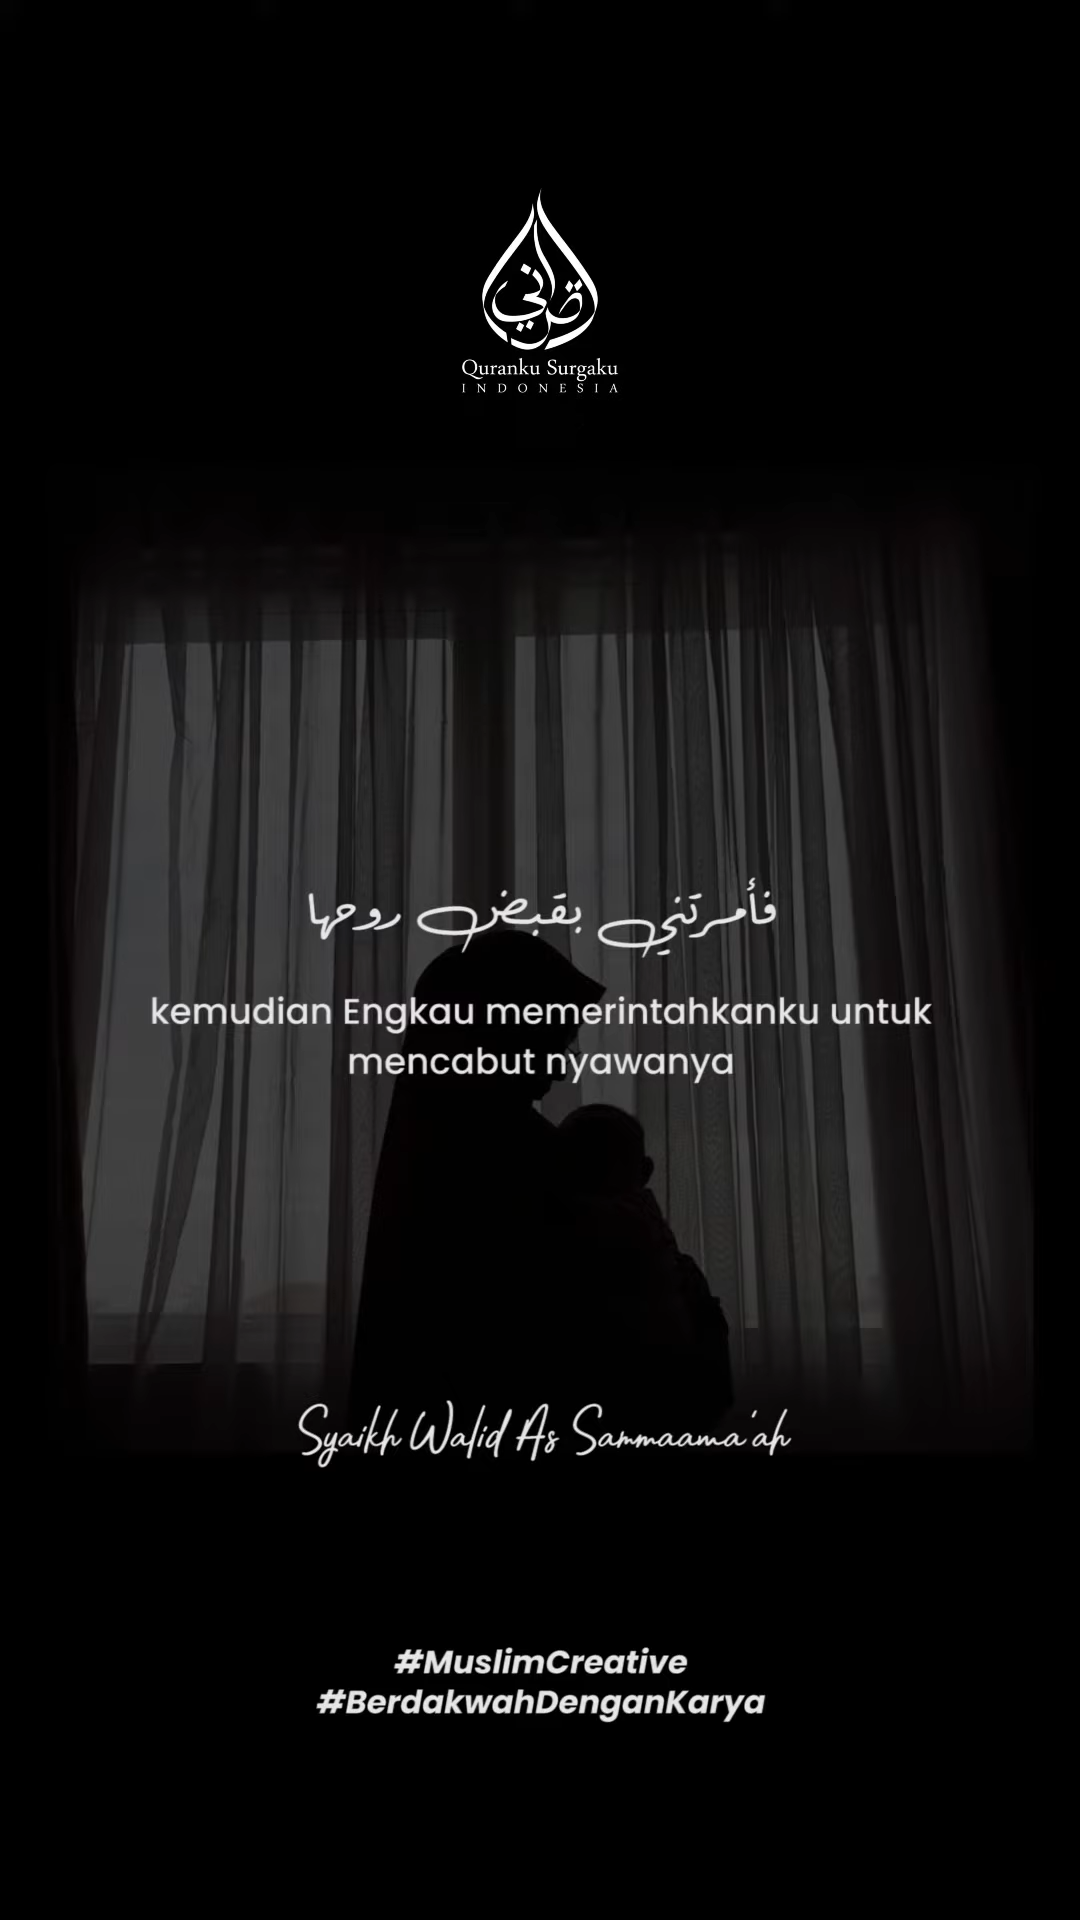 قرآني
Quranku Surgaku
INDONESIA
فأمرتني بقبض روحها
kemudian Engkau memerintahkanku untuk
mencabut nyawanya
Syaikh Walid As Sammaama'ah
#MuslimCreative
#BerdakwahDenganKarya